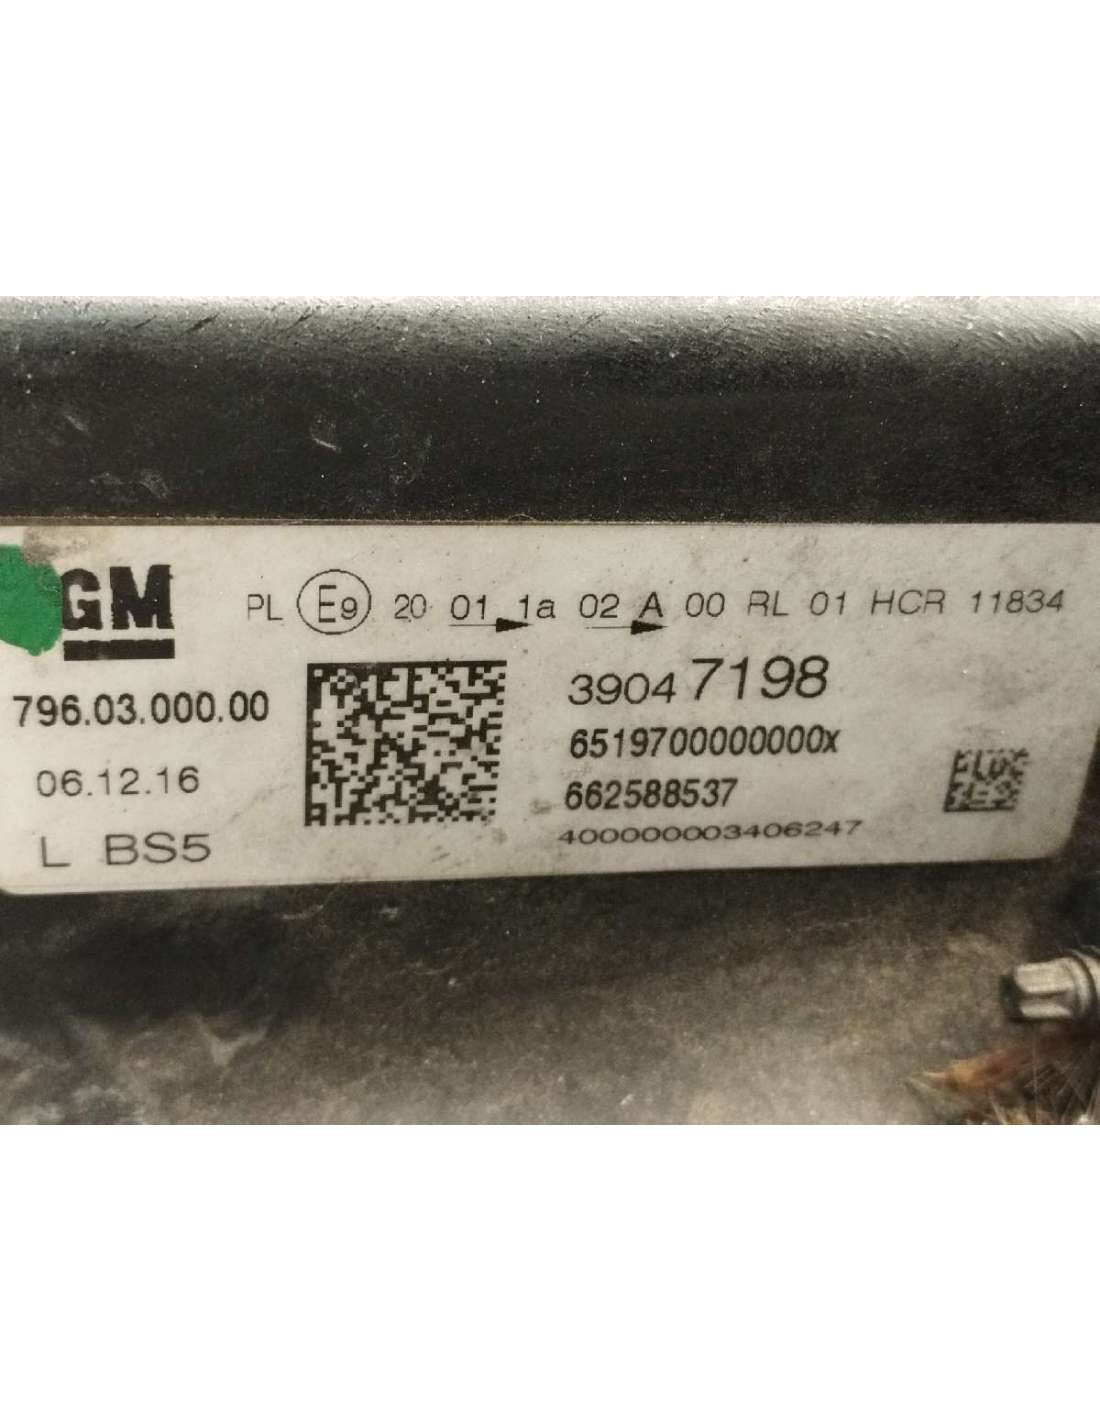 GM
PL E9 20 01 1a 02 A 00 RL 01 HCR 11834
796.03.000.00
39047198
6519700000000x
06.12.16
662588537
L BS5
400000003406247